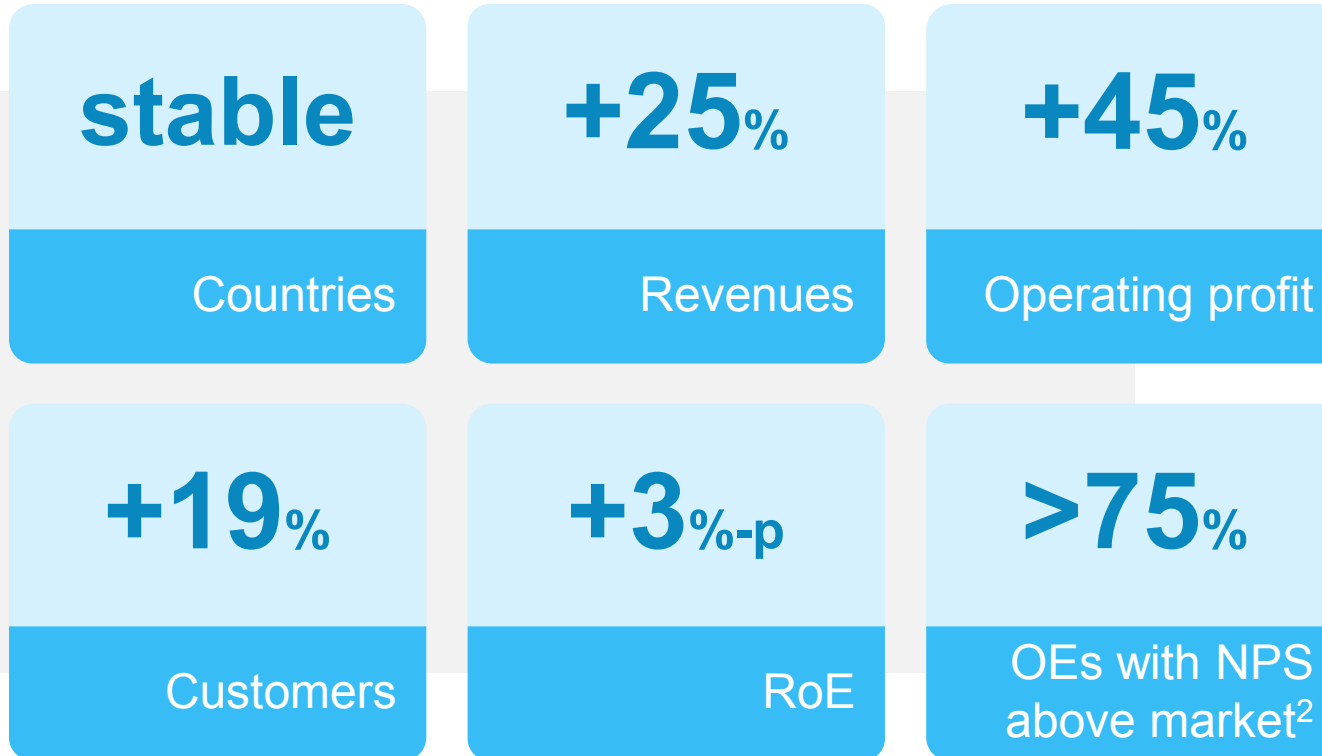 stable
Countries
+25%
Revenues
+45%
Operating profit
+19%
Customers
+3%-p
RoE
>75%
OEs with NPS
above market2